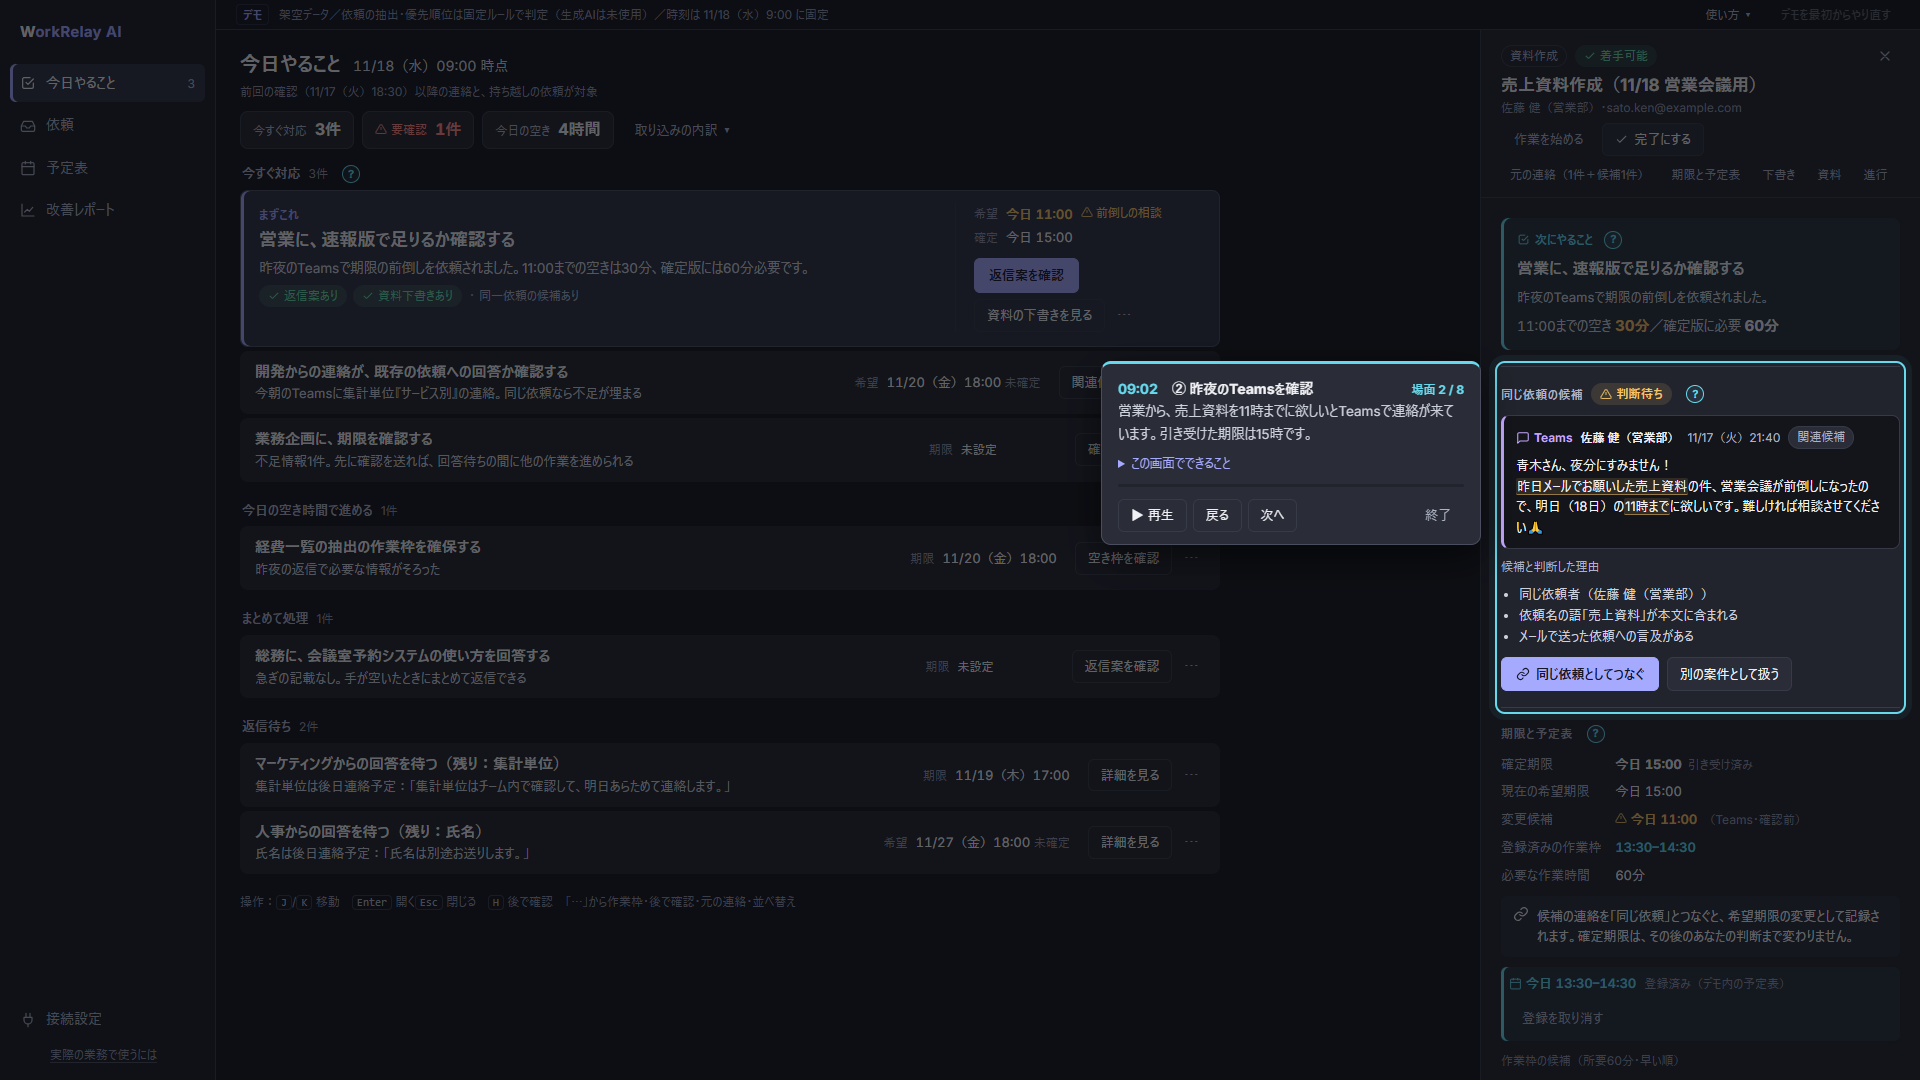 WorkRelay AI
今日やること 3
依頼
予定表
改善レポート
接続設定
実際の業務で使うには
デモ 架空データ／依頼の抽出・優先順位は固定ルールで判定（生成AIは未使用）／時刻は 11/18（水）9:00 に固定
使い方 ▼ デモを最初からやり直す
今日やること 11/18（水）09:00 時点
前回の確認（11/17（火）18:30）以降の連絡と、持ち越しの依頼が対象
今すぐ対応 3件 要確認 1件 今日の空き 4時間 取り込みの内訳 ▼
今すぐ対応 3件 ?
まずこれ
営業に、速報版で足りるか確認する
昨夜のTeamsで期限の前倒しを依頼されました。11:00までの空きは30分、確定版には60分必要です。
✓ 返信案あり ✓ 資料下書きあり ・同一依頼の候補あり
希望 今日 11:00 前倒しの相談
確定 今日 15:00
返信案を確認
資料の下書きを見る …
開発からの連絡が、既存の依頼への回答か確認する
今朝のTeamsに集計単位『サービス別』の連絡。同じ依頼なら不足が埋まる
希望 11/20（金）18:00 未確定 関連
業務企画に、期限を確認する
不足情報1件。先に確認を送れば、回答待ちの間に他の作業を進められる
期限 未設定 確
今日の空き時間で進める 1件
経費一覧の抽出の作業枠を確保する
昨夜の返信で必要な情報がそろった
期限 11/20（金）18:00 空き枠を確認 …
まとめて処理 1件
総務に、会議室予約システムの使い方を回答する
急ぎの記載なし。手が空いたときにまとめて返信できる
期限 未設定 返信案を確認 …
返信待ち 2件
マーケティングからの回答を待つ（残り：集計単位）
集計単位は後日連絡予定：「集計単位はチーム内で確認して、明日あらためて連絡します。」
期限 11/19（木）17:00 詳細を見る …
人事からの回答を待つ（残り：氏名）
氏名は後日連絡予定：「氏名は別途お送りします。」
希望 11/27（金）18:00 未確定 詳細を見る …
操作： J / K 移動 Enter 開く Esc 閉じる H 後で確認 「…」から作業枠・後で確認・元の連絡・並べ替え
09:02 ② 昨夜のTeamsを確認 場面 2 / 8
営業から、売上資料を11時までに欲しいとTeamsで連絡が来て
います。引き受けた期限は15時です。
▶ この画面でできること
▶ 再生 戻る 次へ 終了
資料作成 ✓ 着手可能
売上資料作成（11/18 営業会議用）
佐藤 健（営業部）・sato.ken@example.com
作業を始める ✓ 完了にする
元の連絡（1件＋候補1件） 期限と予定表 下書き 資料 進行
次にやること ?
営業に、速報版で足りるか確認する
昨夜のTeamsで期限の前倒しを依頼されました。
11:00までの空き 30分／確定版に必要 60分
同じ依頼の候補 判断待ち ?
Teams 佐藤 健（営業部） 11/17（火）21:40 関連候補
青木さん、夜分にすみません！
昨日メールでお願いした売上資料の件、営業会議が前倒しになったの
で、明日（18日）の11時までに欲しいです。難しければ相談させてくださ
い🙏
候補と判断した理由
• 同じ依頼者（佐藤 健（営業部））
• 依頼名の語「売上資料」が本文に含まれる
• メールで送った依頼への言及がある
同じ依頼としてつなぐ 別の案件として扱う
期限と予定表 ?
確定期限 今日 15:00 引き受け済み
現在の希望期限 今日 15:00
変更候補 今日 11:00 （Teams・確認前）
登録済みの作業枠 13:30–14:30
必要な作業時間 60分
候補の連絡を「同じ依頼」とつなぐと、希望期限の変更として記録さ
れます。確定期限は、その後のあなたの判断まで変わりません。
今日 13:30–14:30 登録済み（デモ内の予定表）
登録を取り消す
作業枠の候補（所要60分・早い順）